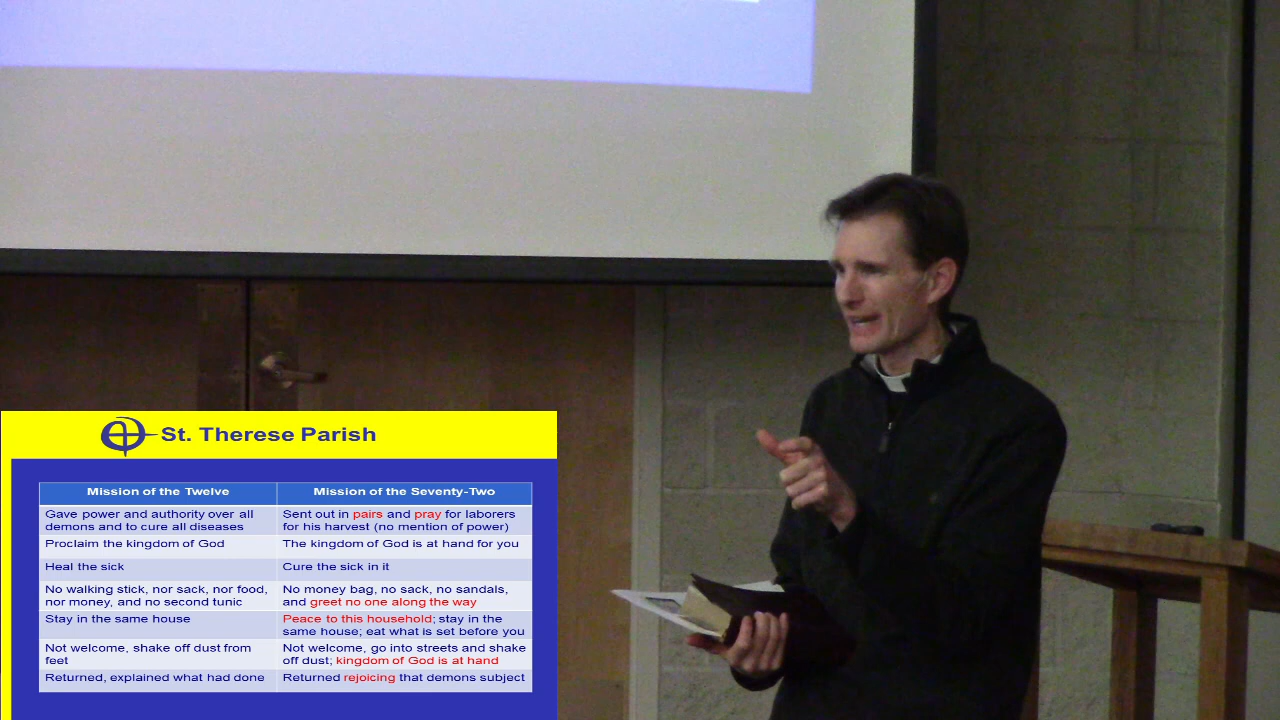 St. Therese Parish
Mission of the Twelve
Mission of the Seventy-Two
Gave power and authority over all
demons and to cure all diseases
Sent out in pairs and pray for laborers
for his harvest (no mention of power)
Proclaim the kingdom of God
The kingdom of God is at hand for you
Heal the sick
Cure the sick in it
No walking stick, nor sack, nor food,
nor money, and no second tunic
No money bag, no sack, no sandals,
and greet no one along the way
Stay in the same house
Peace to this household; stay in the
same house; eat what is set before you
Not welcome, shake off dust from
feet
Not welcome, go into streets and shake
off dust; kingdom of God is at hand
Returned, explained what had done
Returned rejoicing that demons subject